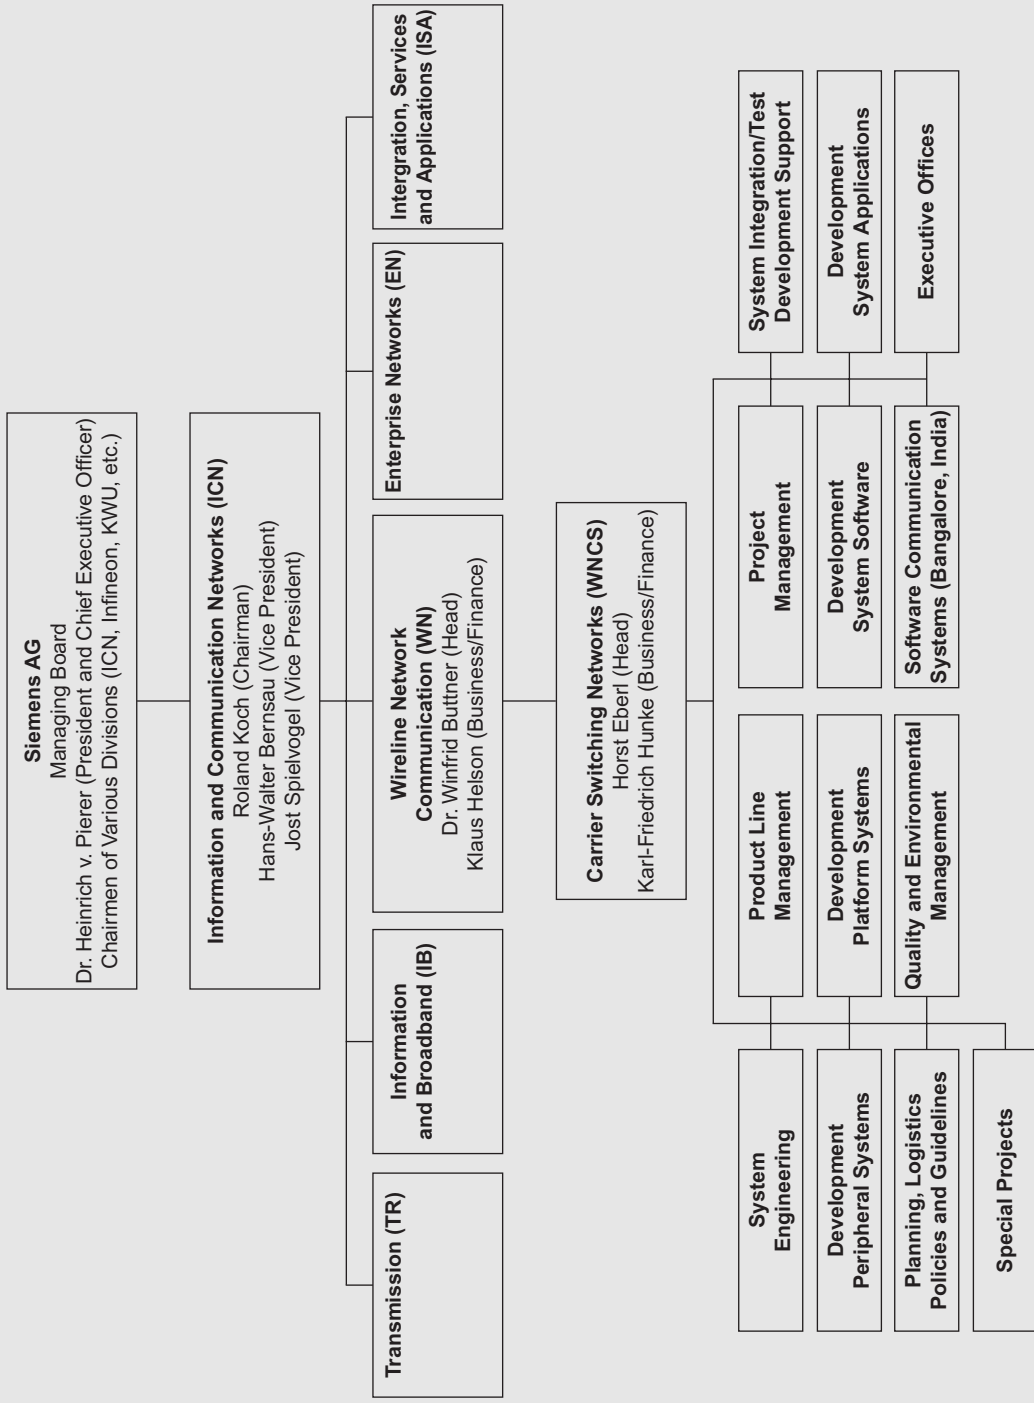 Siemens AG
Managing Board
Dr. Heinrich v. Pierer (President and Chief Executive Officer)
Chairmen of Various Divisions (ICN, Infineon, KWU, etc.)
Information and Communication Networks (ICN)
Roland Koch (Chairman)
Hans-Walter Bernsau (Vice President)
Jost Spielvogel (Vice President)
Transmission (TR)
Information
and Broadband (IB)
Wireline Network
Communication (WN)
Dr. Winfrid Buttner (Head)
Klaus Helson (Business/Finance)
Enterprise Networks (EN)
Intergration, Services
and Applications (ISA)
Carrier Switching Networks (WNCS)
Horst Eberl (Head)
Karl-Friedrich Hunke (Business/Finance)
System
Engineering
Product Line
Management
Project
Management
System Integration/Test
Development Support
Development
Peripheral Systems
Development
Platform Systems
Development
System Software
Development
System Applications
Planning, Logistics
Policies and Guidelines
Quality and Environmental
Management
Software Communication
Systems (Bangalore, India)
Executive Offices
Special Projects